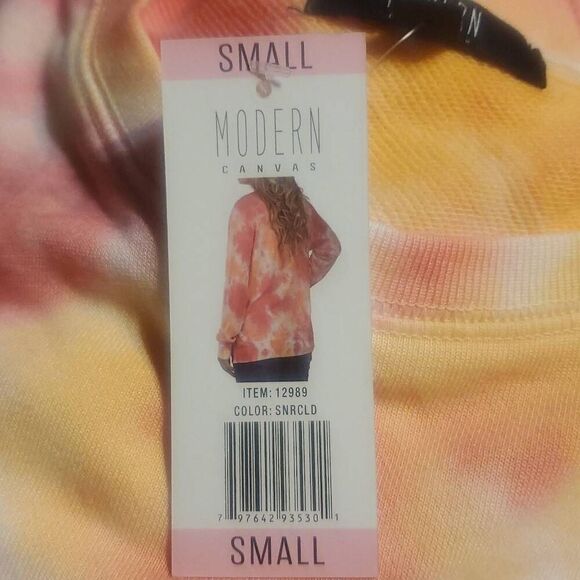 SMALL
MODERN
CANVAS
ITEM: 12989
COLOR: SNRCLD
7 97642 93530 1
SMALL